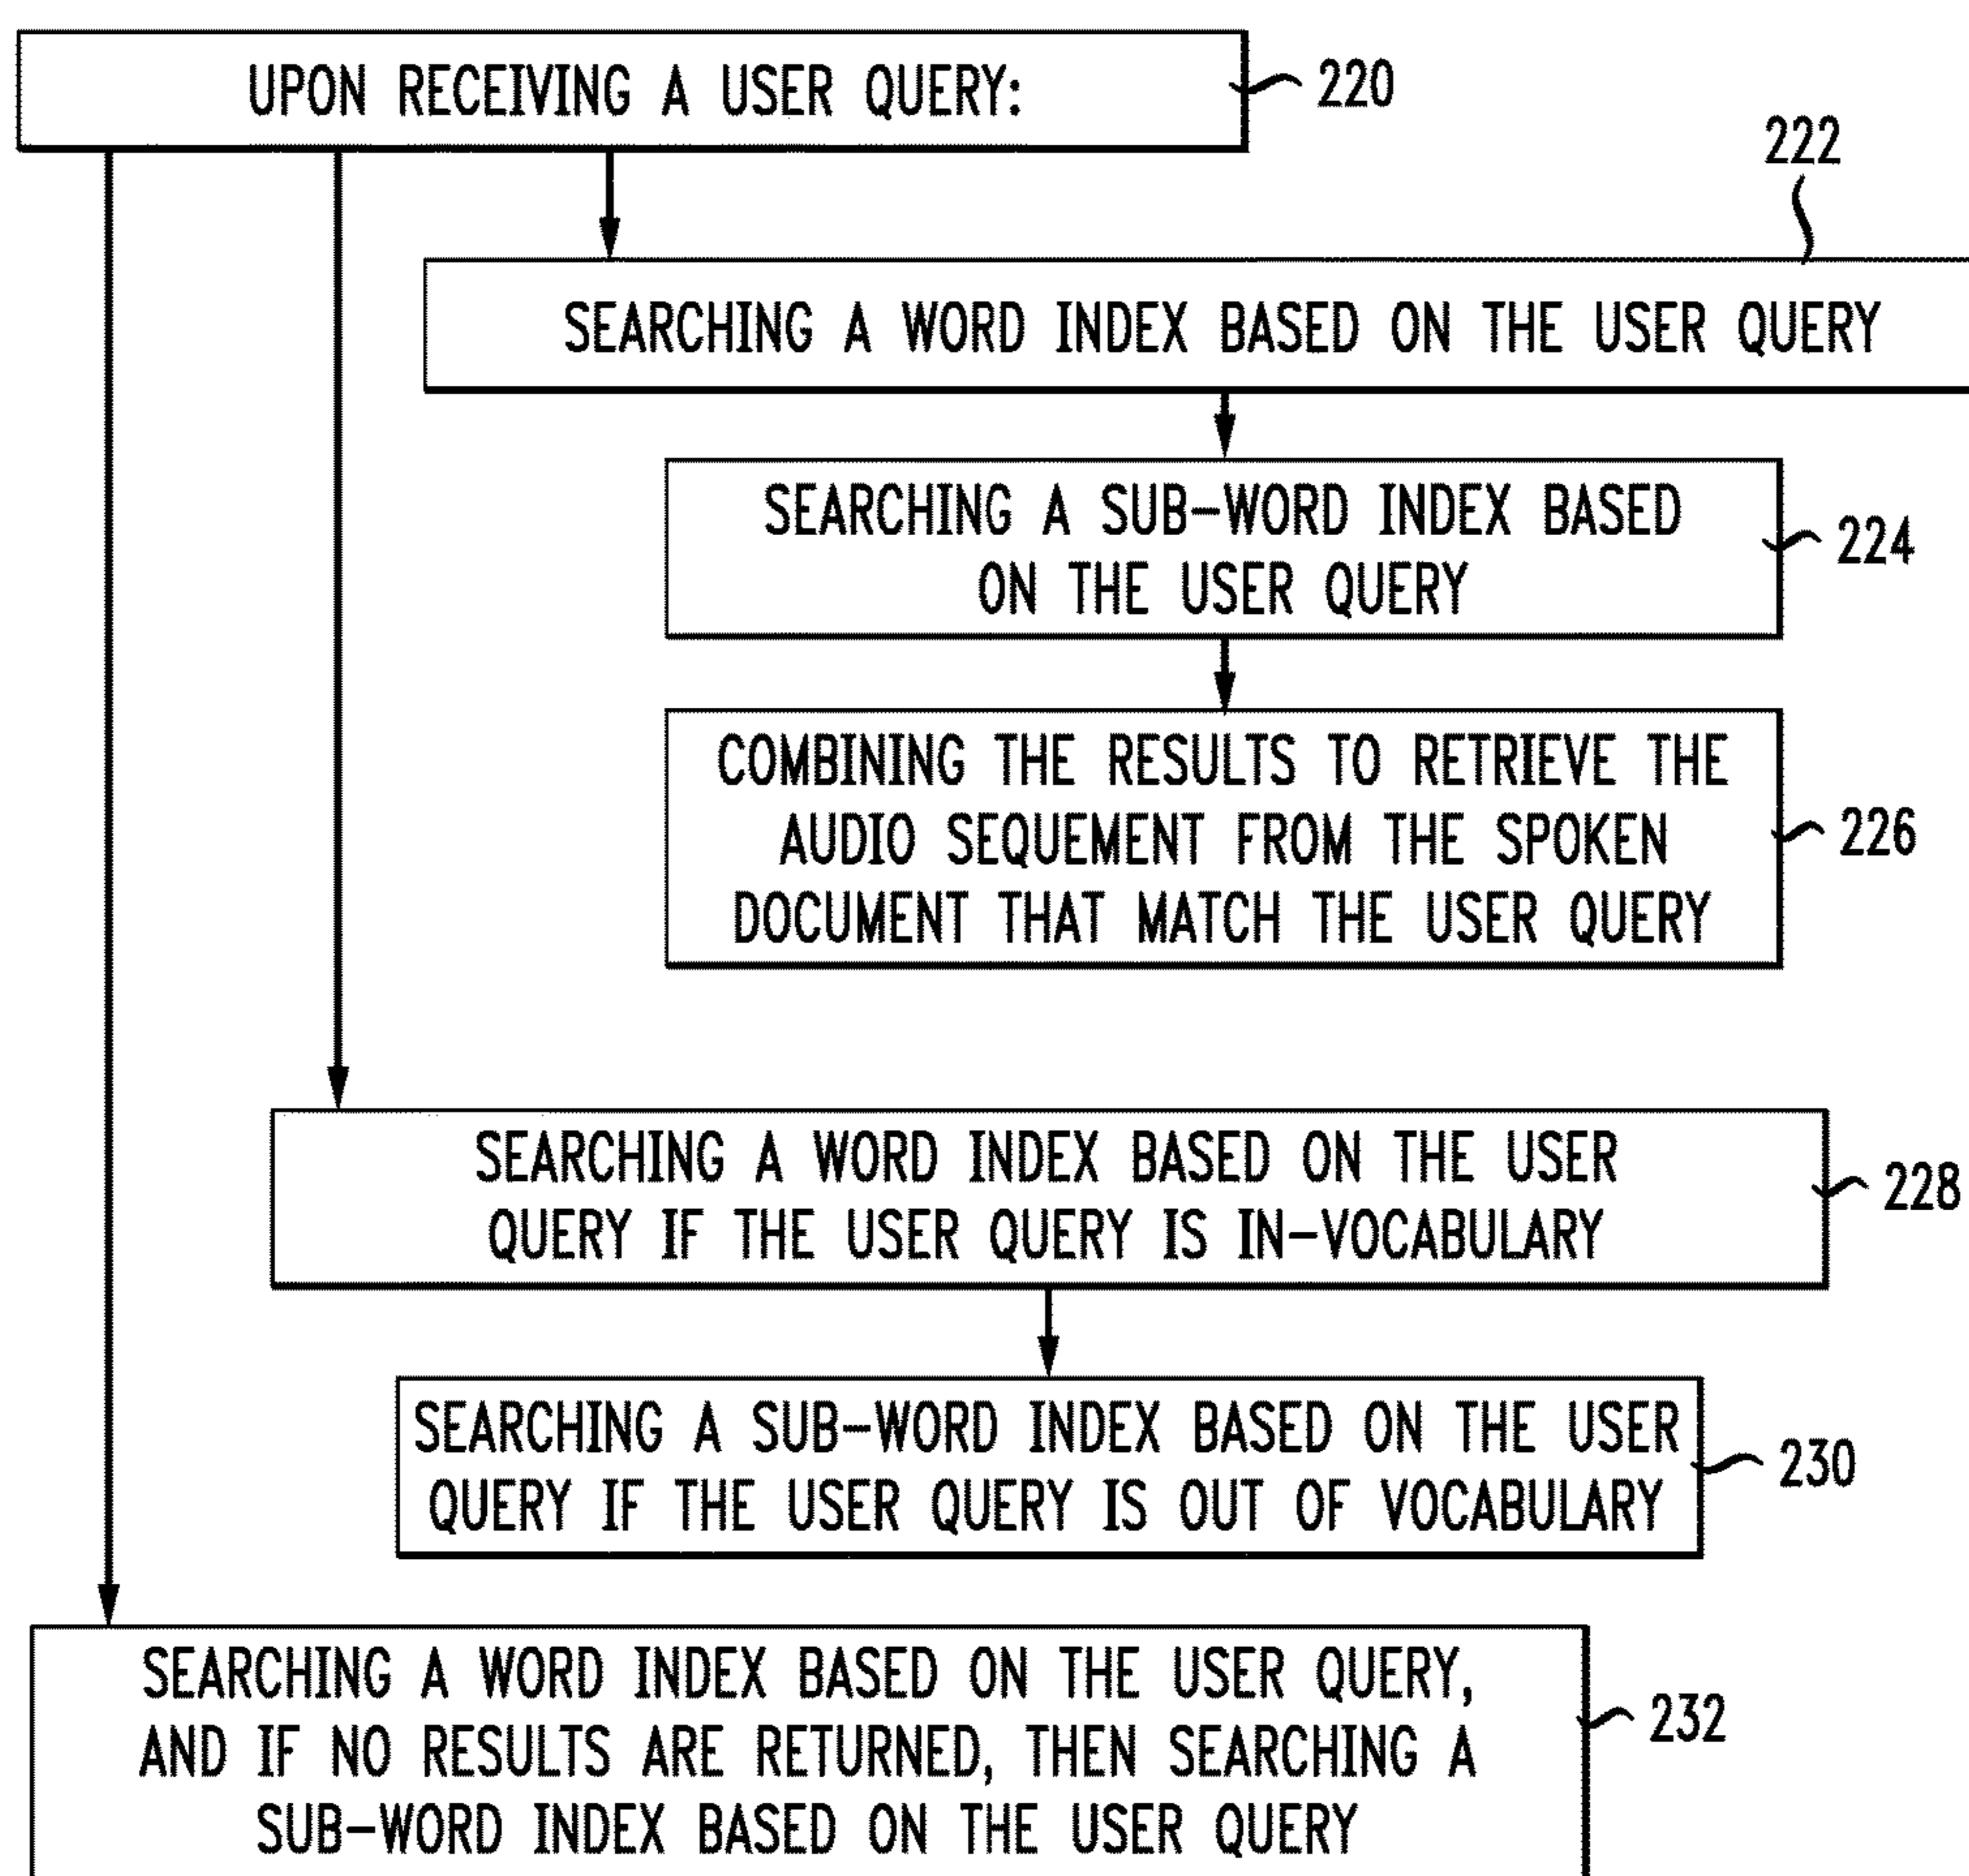 UPON RECEIVING A USER QUERY:
220
222
SEARCHING A WORD INDEX BASED ON THE USER QUERY
SEARCHING A SUB-WORD INDEX BASED
ON THE USER QUERY
224
COMBINING THE RESULTS TO RETRIEVE THE
AUDIO SEQUEMENT FROM THE SPOKEN
DOCUMENT THAT MATCH THE USER QUERY
226
SEARCHING A WORD INDEX BASED ON THE USER
QUERY IF THE USER QUERY IS IN-VOCABULARY
228
SEARCHING A SUB-WORD INDEX BASED ON THE USER
QUERY IF THE USER QUERY IS OUT OF VOCABULARY
230
SEARCHING A WORD INDEX BASED ON THE USER QUERY,
AND IF NO RESULTS ARE RETURNED, THEN SEARCHING A
SUB-WORD INDEX BASED ON THE USER QUERY
232